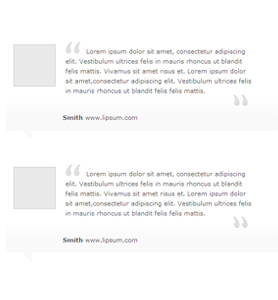 “ Lorem ipsum dolor sit amet, consectetur adipiscing
elit. Vestibulum ultrices felis in mauris rhoncus ut blandit
felis mattis. Vivamus sit amet risus et. Lorem ipsum dolor
sit amet,consectetur adipiscing elit. Vestibulum ultrices felis
in mauris rhoncus ut blandit felis mattis.
”
Smith www.lipsum.com
“ Lorem ipsum dolor sit amet, consectetur adipiscing
elit. Vestibulum ultrices felis in mauris rhoncus ut blandit
felis mattis. Vivamus sit amet risus et. Lorem ipsum dolor
sit amet,consectetur adipiscing elit. Vestibulum ultrices felis
in mauris rhoncus ut blandit felis mattis.
”
Smith www.lipsum.com